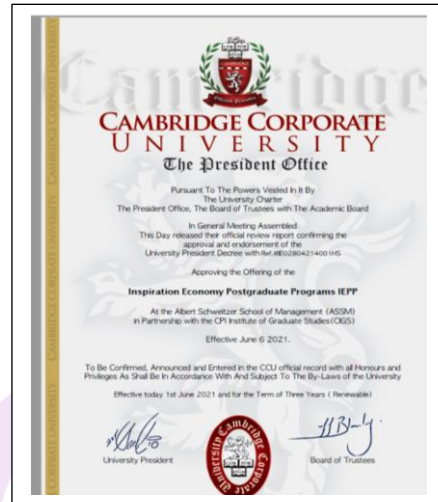 Cambridge
CAMBRIDGE CORPORATE
UNIVERSITY
The President Office
Pursuant To The Powers Vested In It By
The University Charter
The President Office, The Board of Trustees with The Academic Board
In General Meeting Assembled
This Day released their official review report confirming the
approval and endorsement of the
University President Decree with
Approving the Offering of the
Inspiration Economy Postgraduate Programs IEPP
At the Albert Schweitzer School of Management (ASSM)
in Partnership with the CPI Institute of Graduate Studies(CIGS)
Effective June 6 2021.
To Be Confirmed, Announced and Entered in the CCU official record with all Honours and
Privileges As Shall Be In Accordance With And Subject To The By-Laws of the University
Effective today 1st June 2021 and for the Term of Three Years ( Renewable)
University President
Cambridge Corporate University
Board of Trustees